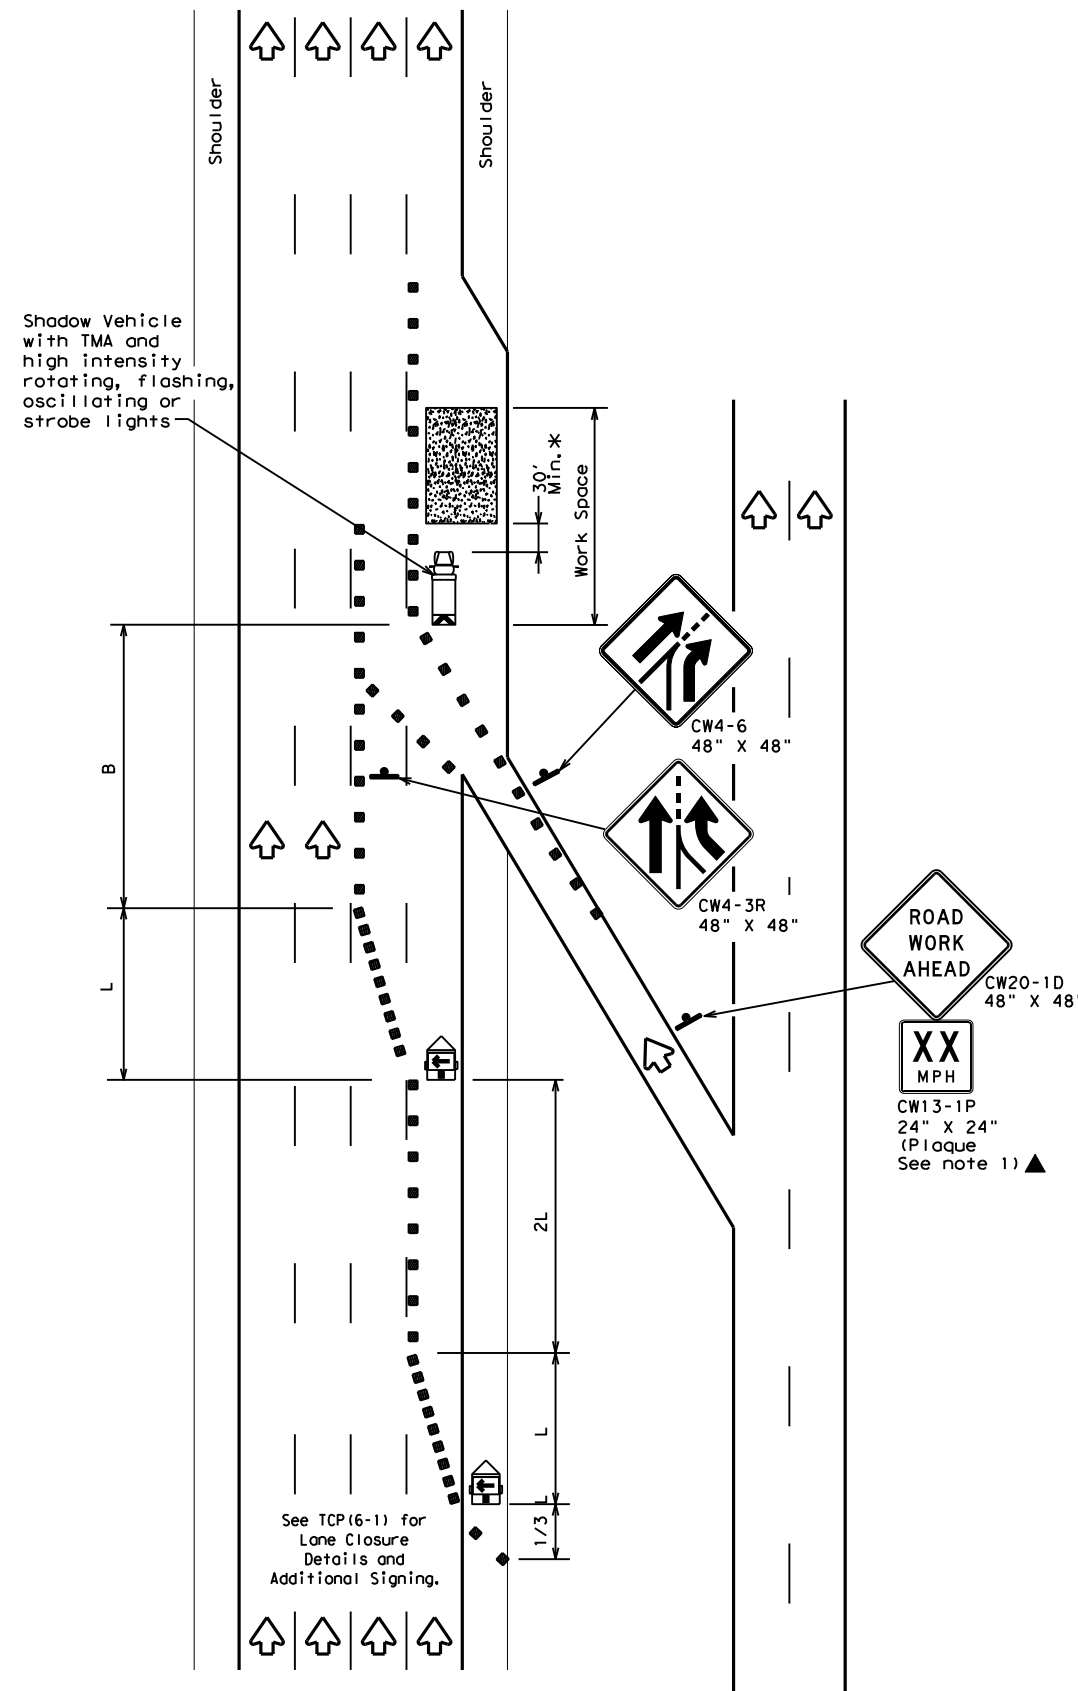 Shoulder
Shoulder
Shadow Vehicle
with TMA and
high intensity
rotating, flashing,
oscillating or
strobe lights
30'
Min.*
Work Space
CW4-6
48" X 48"
B
CW4-3R
48" X 48"
ROAD
WORK
AHEAD
CW20-1D
48" X 48"
L
XX
MPH
CW13-1P
24" X 24"
(Plaque
See note 1)▲
2L
L
1/3 L
See TCP(6-1) for
Lane Closure
Details and
Additional Signing.